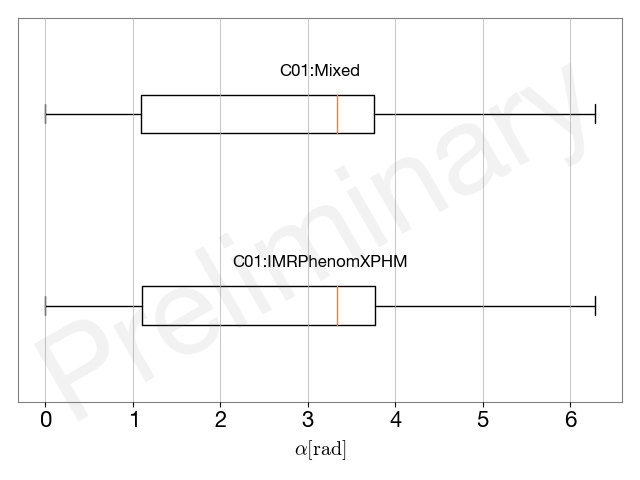 C01:Mixed
C01:IMRPhenomXPHM
Preliminary
0 1 2 3 4 5 6
α[rad]